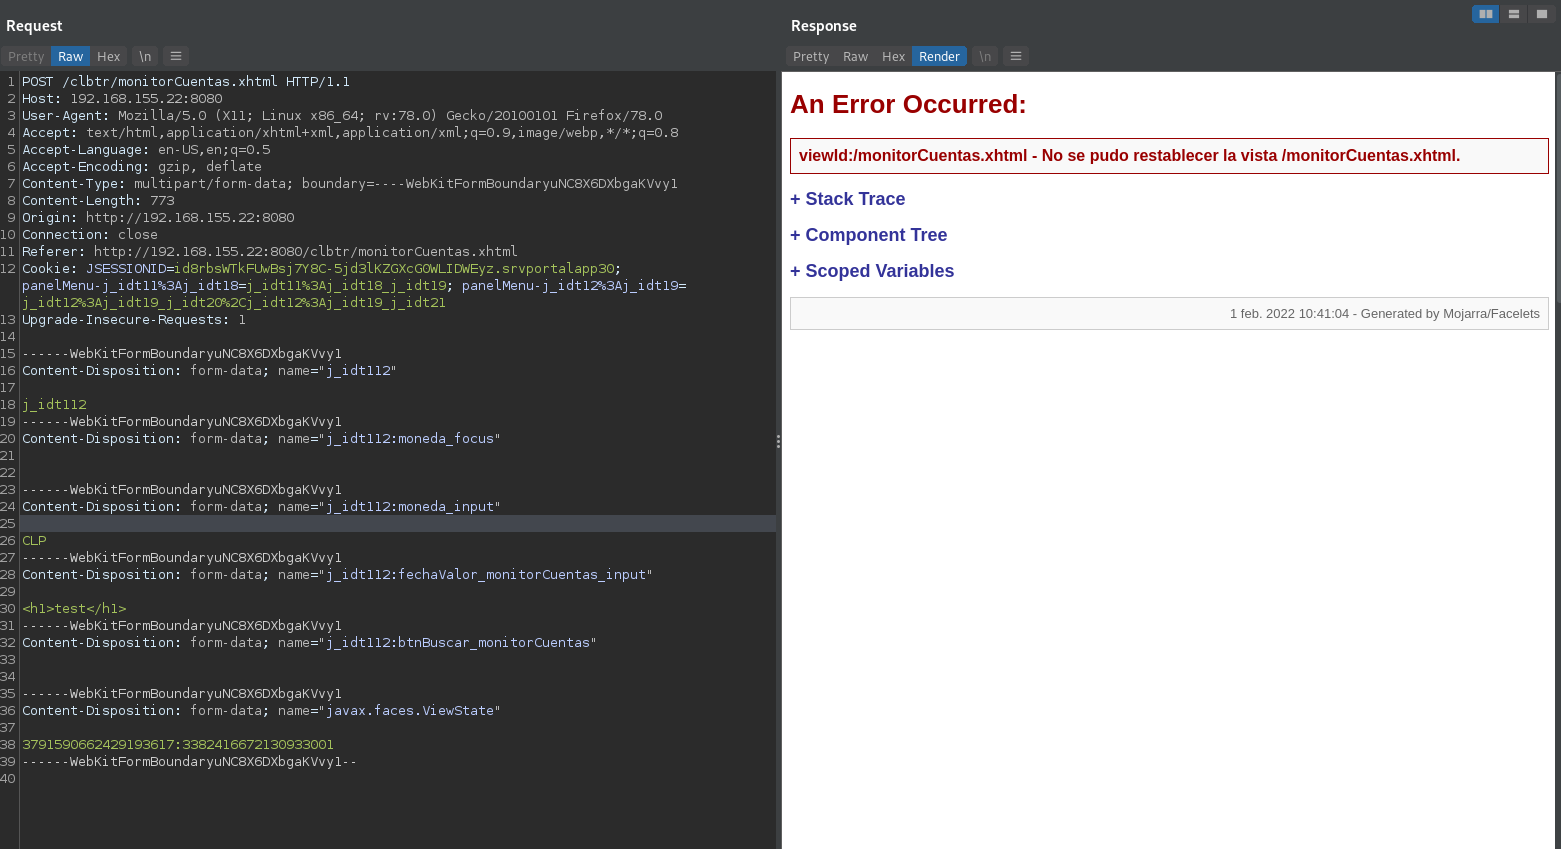 Request
Pretty Raw Hex \n
1 POST /clbtr/monitorCuentas.xhtml HTTP/1.1
2 Host: 192.168.155.22:8080
3 User-Agent: Mozilla/5.0 (X11; Linux x86_64; rv:78.0) Gecko/20100101 Firefox/78.0
4 Accept: text/html,application/xhtml+xml,application/xml;q=0.9,image/webp,*/*;q=0.8
5 Accept-Language: en-US,en;q=0.5
6 Accept-Encoding: gzip, deflate
7 Content-Type: multipart/form-data; boundary=----WebKitFormBoundaryuNC8X6DXbgaKVvy1
8 Content-Length: 773
9 Origin: http://192.168.155.22:8080
10 Connection: close
11 Referer: http://192.168.155.22:8080/clbtr/monitorCuentas.xhtml
12 Cookie: JSESSIONID=id8rbsWTkFUwBsj7Y8C-5jd3lKZGXcG0WLIDWEyz.srvportalapp30;
panelMenu-j_idt11%3Aj_idt18=j_idt11%3Aj_idt18_j_idt19; panelMenu-j_idt12%3Aj_idt19=
j_idt12%3Aj_idt19_j_idt20%2Cj_idt12%3Aj_idt19_j_idt21
13 Upgrade-Insecure-Requests: 1
14
15 ------WebKitFormBoundaryuNC8X6DXbgaKVvy1
16 Content-Disposition: form-data; name="j_idt112"
17
18 j_idt112
19 ------WebKitFormBoundaryuNC8X6DXbgaKVvy1
20 Content-Disposition: form-data; name="j_idt112:moneda_focus"
21
22
23 ------WebKitFormBoundaryuNC8X6DXbgaKVvy1
24 Content-Disposition: form-data; name="j_idt112:moneda_input"
25
26 CLP
27 ------WebKitFormBoundaryuNC8X6DXbgaKVvy1
28 Content-Disposition: form-data; name="j_idt112:fechaValor_monitorCuentas_input"
29
30 <h1>test</h1>
31 ------WebKitFormBoundaryuNC8X6DXbgaKVvy1
32 Content-Disposition: form-data; name="j_idt112:btnBuscar_monitorCuentas"
33
34
35 ------WebKitFormBoundaryuNC8X6DXbgaKVvy1
36 Content-Disposition: form-data; name="javax.faces.ViewState"
37
38 3791590662429193617:3382416672130933001
39 ------WebKitFormBoundaryuNC8X6DXbgaKVvy1--
40
Response
Pretty Raw Hex Render \n
An Error Occurred:
viewId:/monitorCuentas.xhtml - No se pudo restablecer la vista /monitorCuentas.xhtml.
+ Stack Trace
+ Component Tree
+ Scoped Variables
1 feb. 2022 10:41:04 - Generated by Mojarra/Facelets